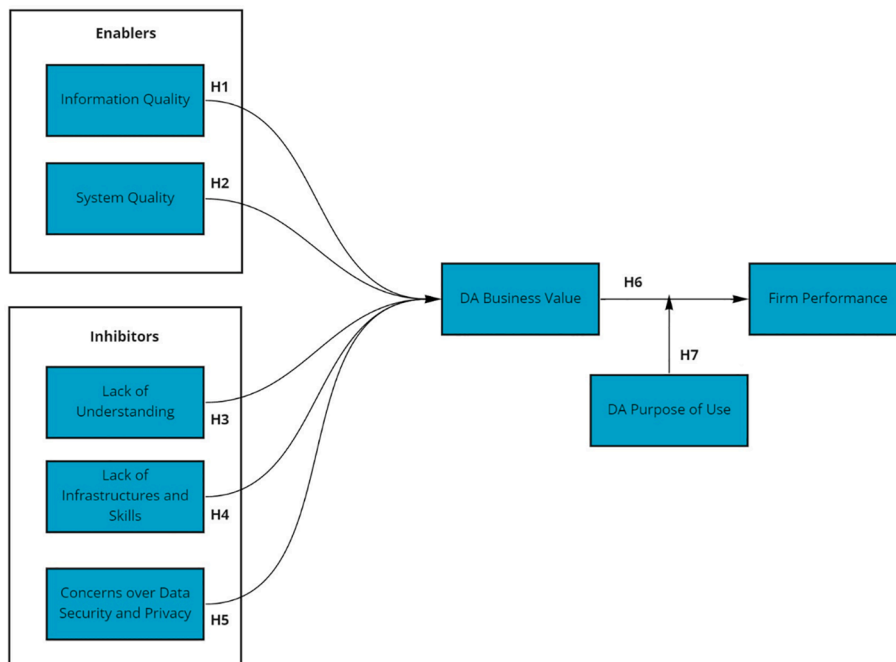 Enablers
Information Quality
H1
System Quality
H2
Inhibitors
Lack of
Understanding
H3
Lack of
Infrastructures and
Skills
H4
Concerns over Data
Security and Privacy
H5
DA Business Value
H6
Firm Performance
H7
DA Purpose of Use